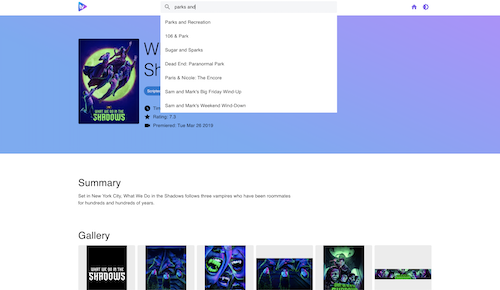 parks and
Parks and Recreation
106 & Park
Sugar and Sparks
Dead End: Paranormal Park
Paris & Nicole: The Encore
Sam and Mark's Big Friday Wind-Up
Sam and Mark's Weekend Wind-Down
WHAT WE DO IN THE
SHADOWS
Rating: 7.3
Premiered: Tue Mar 26 2019
Summary
Set in New York City, What We Do in the Shadows follows three vampires who have been roommates
for hundreds and hundreds of years.
Gallery
WHAT WE DO IN THE
SHADOWS